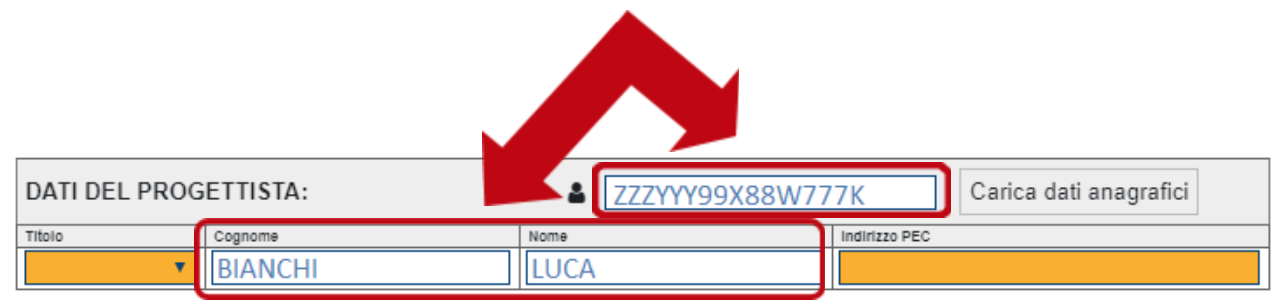 DATI DEL PROGETTISTA: ZZZYYY99X88W777K Carica dati anagrafici
Titolo Cognome Nome Indirizzo PEC
BIANCHI LUCA